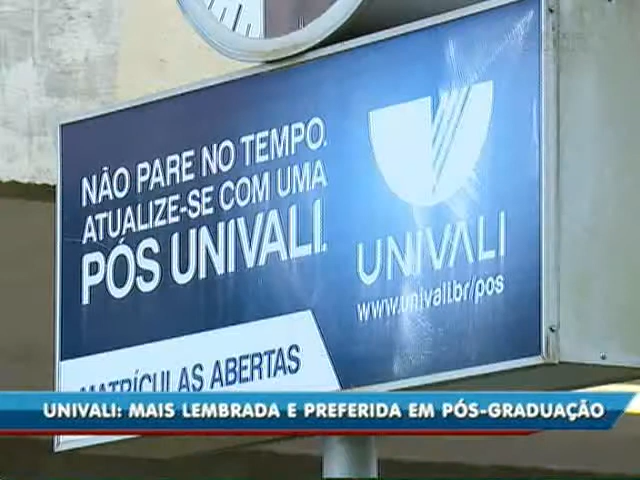 NÃO PARE NO TEMPO.
ATUALIZE-SE COM UMA
PÓS UNIVALI.
UNIVALI
www.univali.br/pos
MATRÍCULAS ABERTAS
UNIVALI: MAIS LEMBRADA E PREFERIDA EM PÓS-GRADUAÇÃO